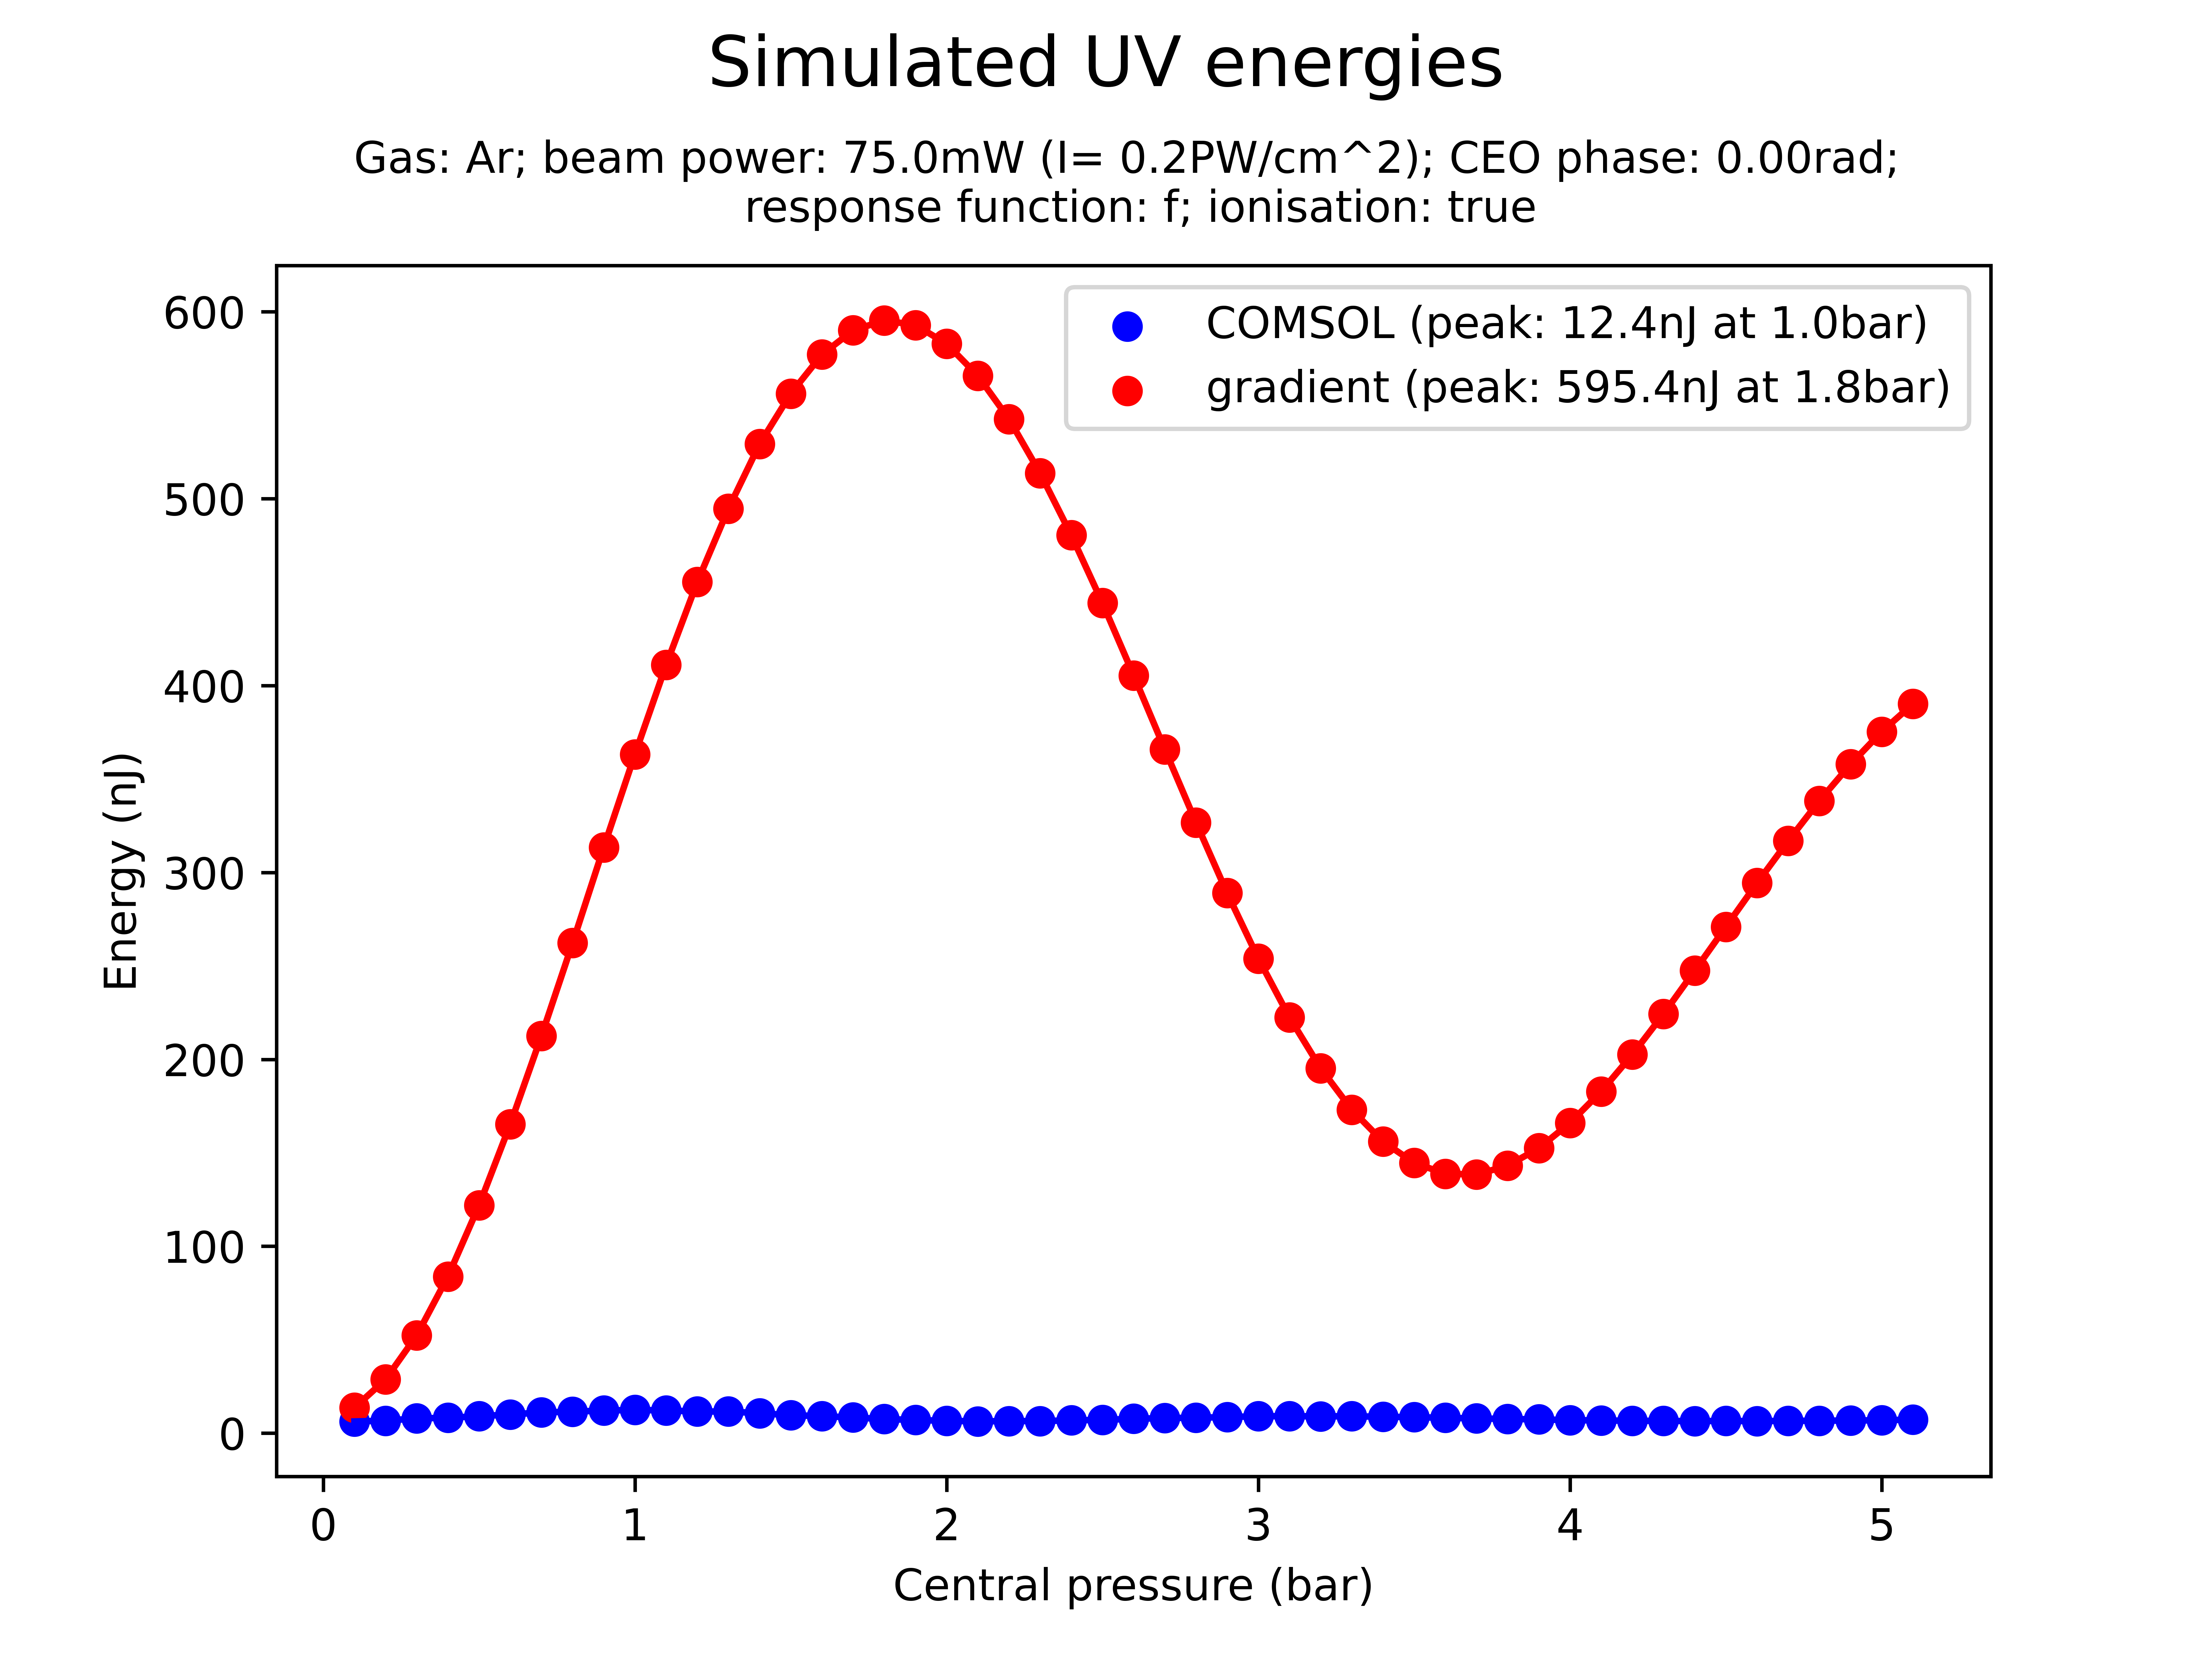 Simulated UV energies
Gas: Ar; beam power: 75.0mW (I= 0.2PW/cm^2); CEO phase: 0.00rad;
response function: f; ionisation: true
COMSOL (peak: 12.4nJ at 1.0bar)
gradient (peak: 595.4nJ at 1.8bar)
600
500
400
300
200
100
0
Energy (nJ)
0 1 2 3 4 5
Central pressure (bar)